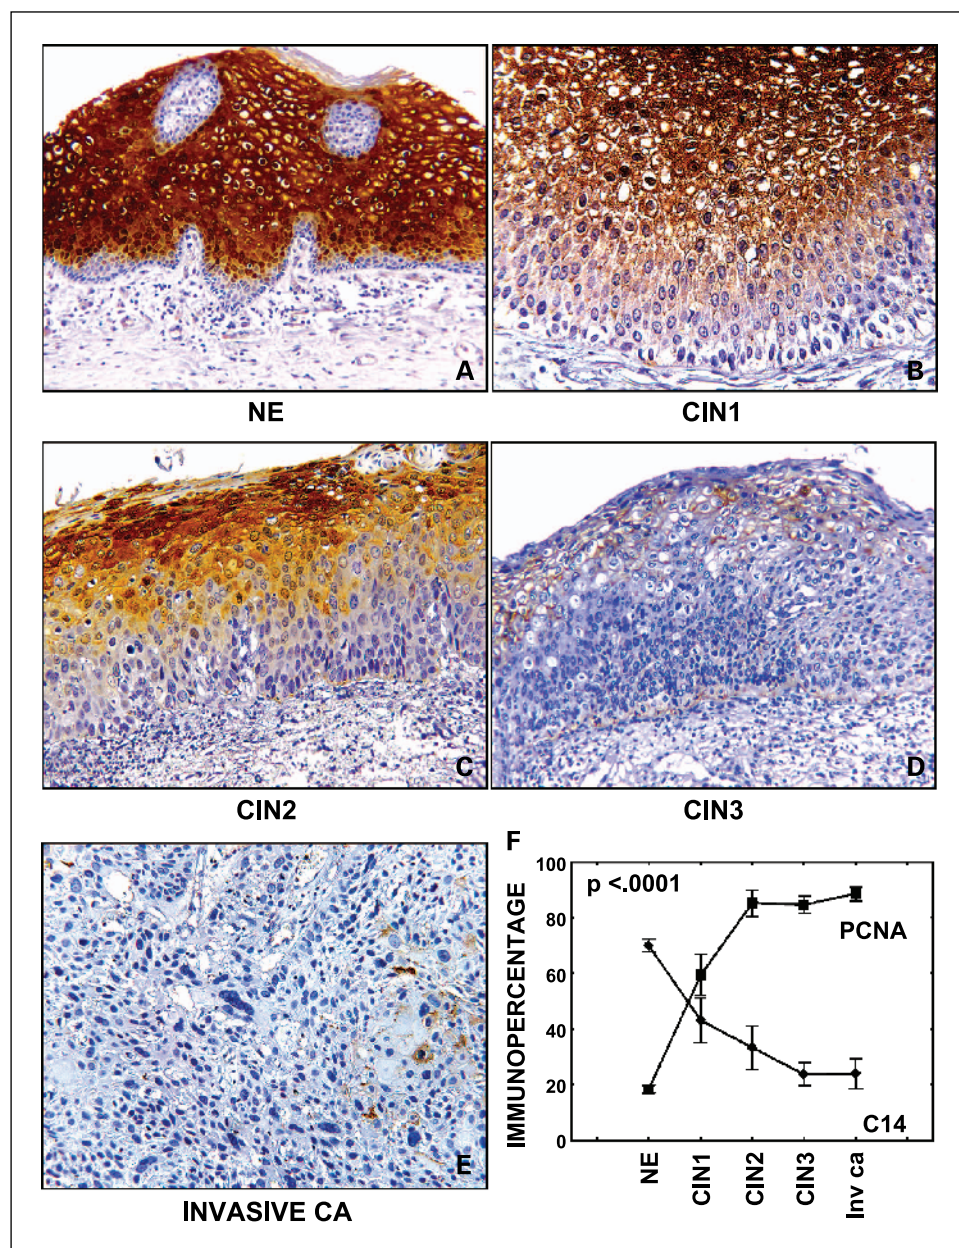 A
NE
B
CIN1
C
CIN2
D
CIN3
E
INVASIVE CA
F
IMMUNOPERCENTAGE
100
80
60
40
20
0
p <.0001
PCNA
C14
NE
CIN1
CIN2
CIN3
Inv ca